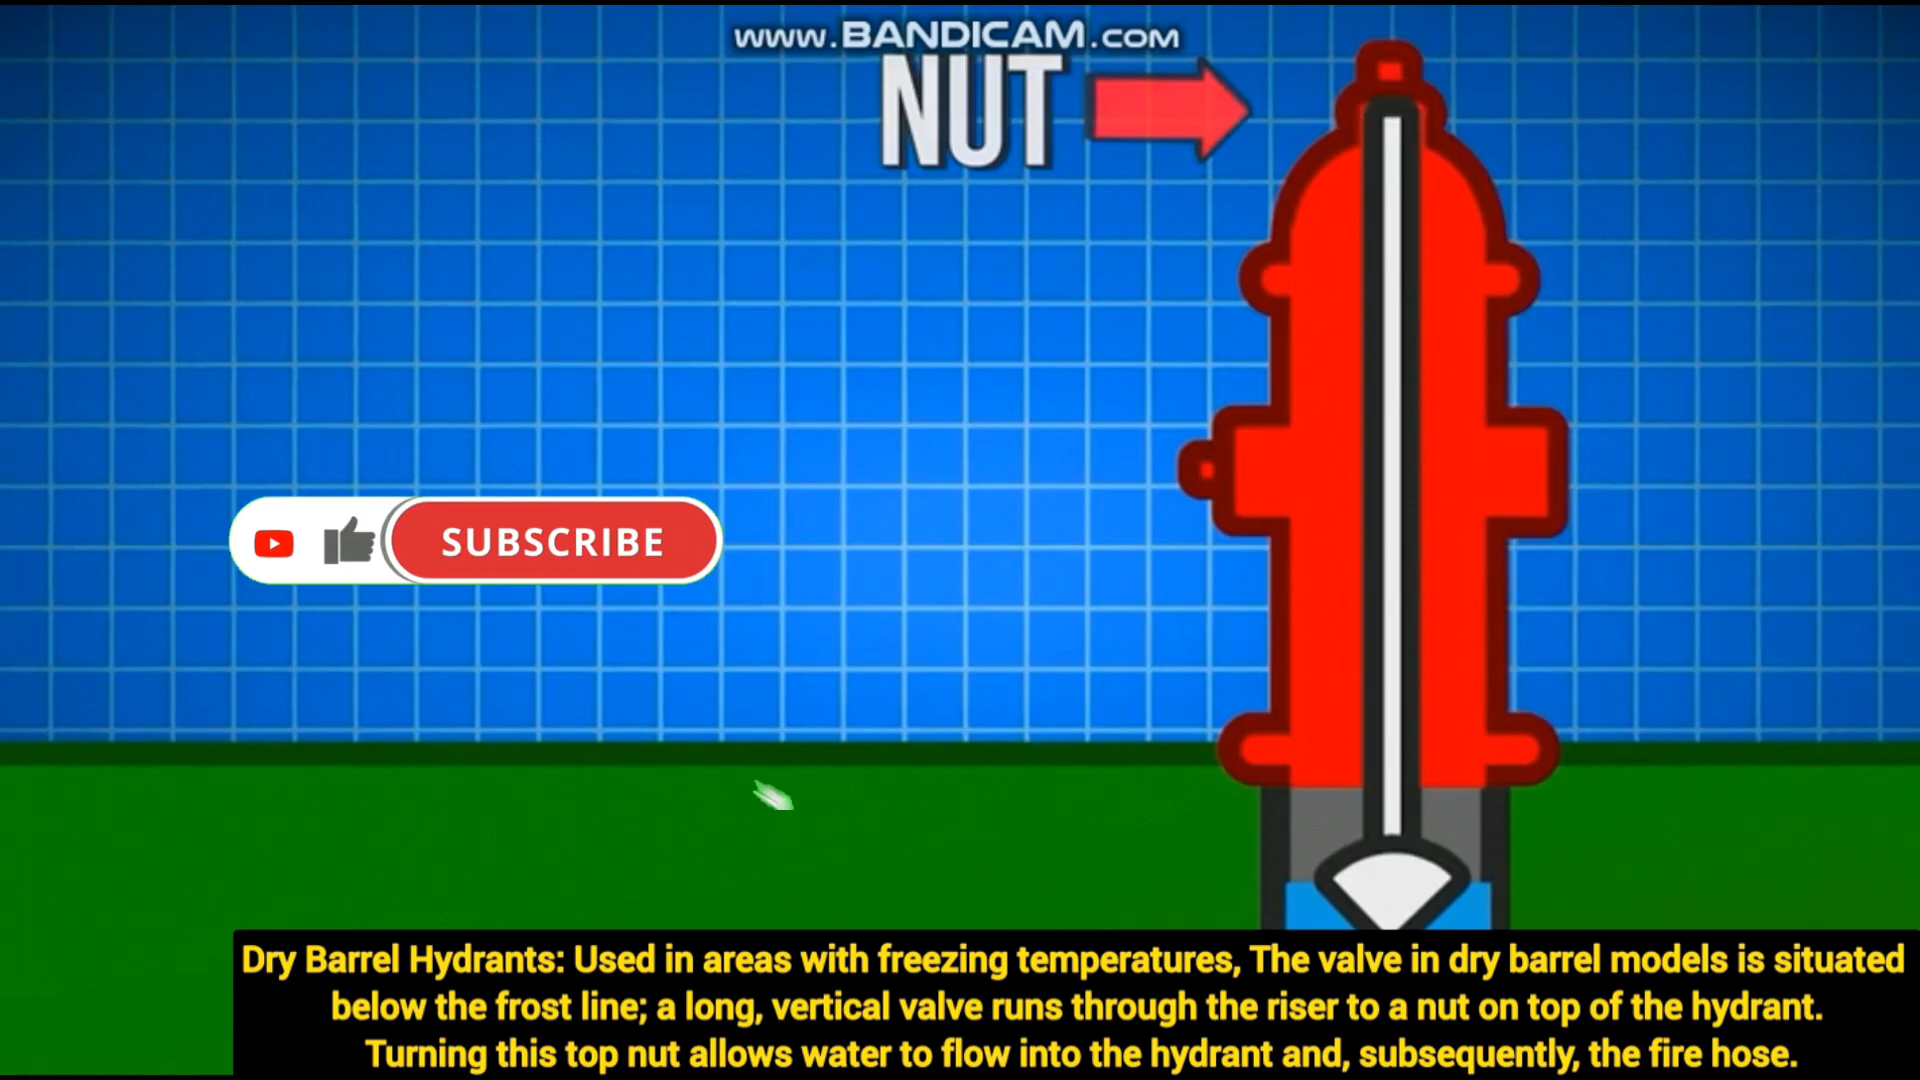 www.BANDICAM.com
NUT
SUBSCRIBE
Dry Barrel Hydrants: Used in areas with freezing temperatures, The valve in dry barrel models is situated
below the frost line; a long, vertical valve runs through the riser to a nut on top of the hydrant.
Turning this top nut allows water to flow into the hydrant and, subsequently, the fire hose.